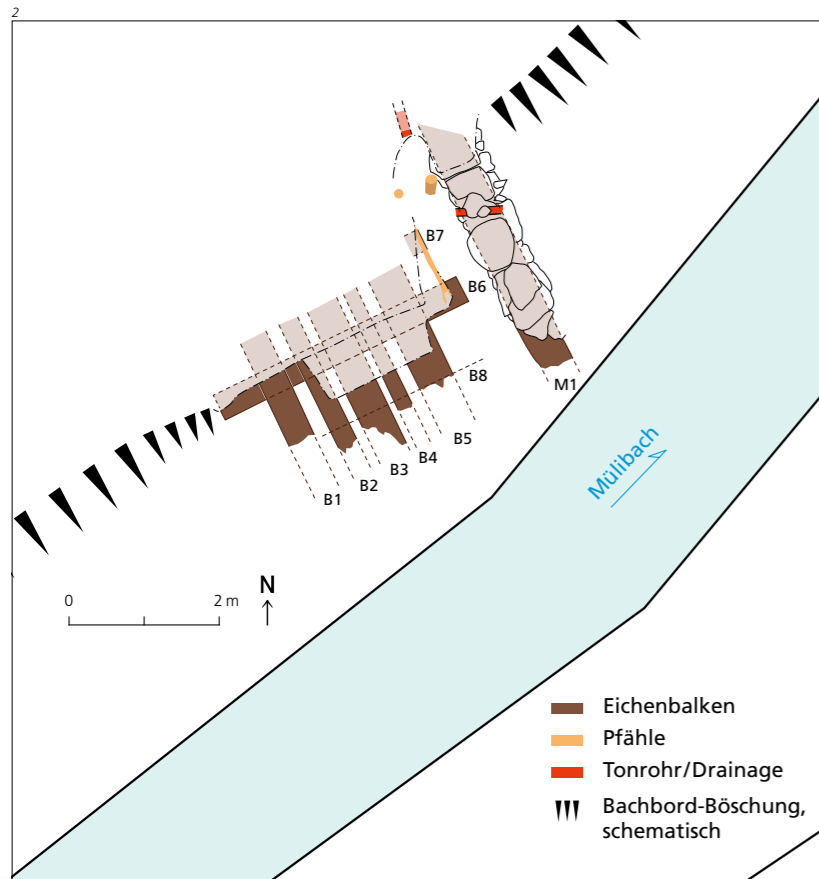 2
B7
B6
B8
M1
B5
B4
B3
B2
B1
Mülibach
0
2 m
N
Eichenbalken
Pfähle
Tonrohr/Drainage
Bachbord-Böschung,
schematisch